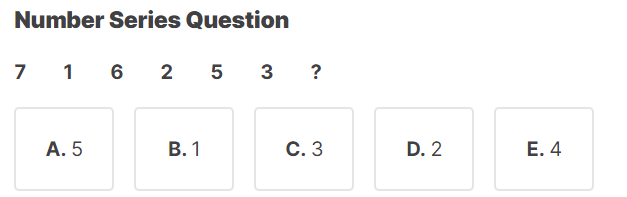 Number Series Question
7 1 6 2 5 3 ?
A. 5 B. 1 C. 3 D. 2 E. 4